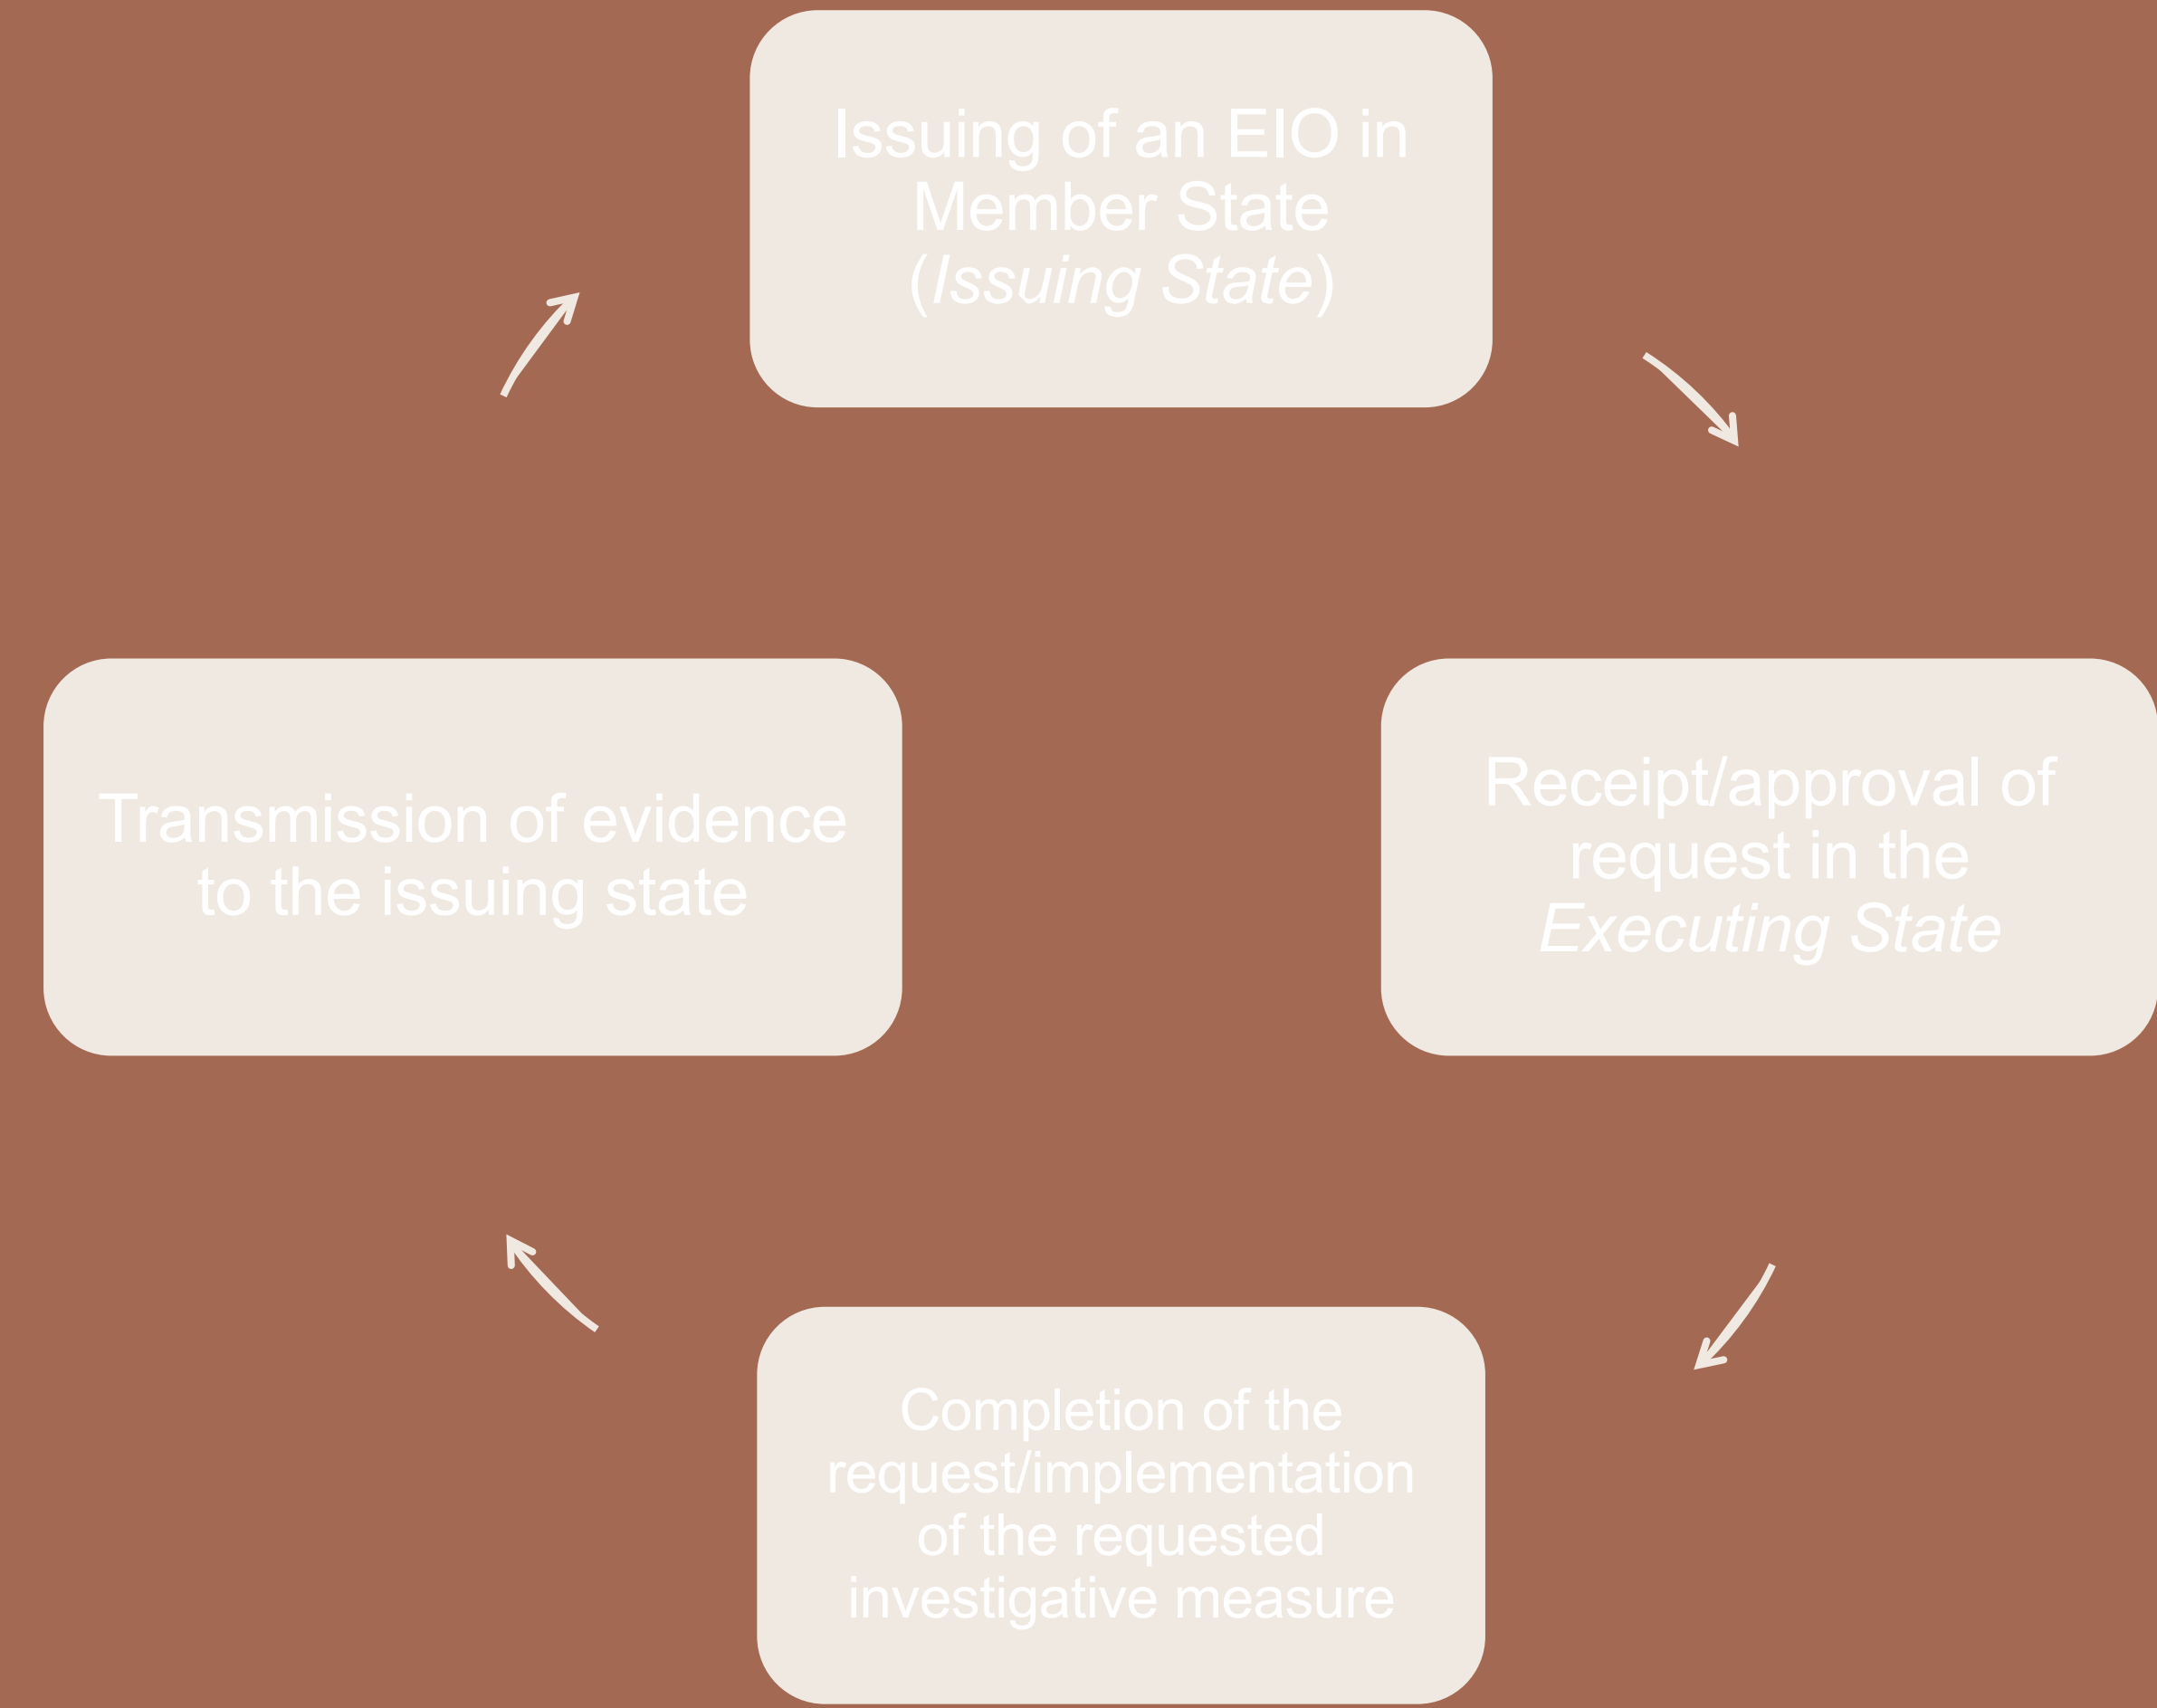 Issuing of an EIO in
Member State
(Issuing State)
Receipt/approval of
request in the
Executing State
Completion of the
request/implementation
of the requested
investigative measure
Transmission of evidence
to the issuing state